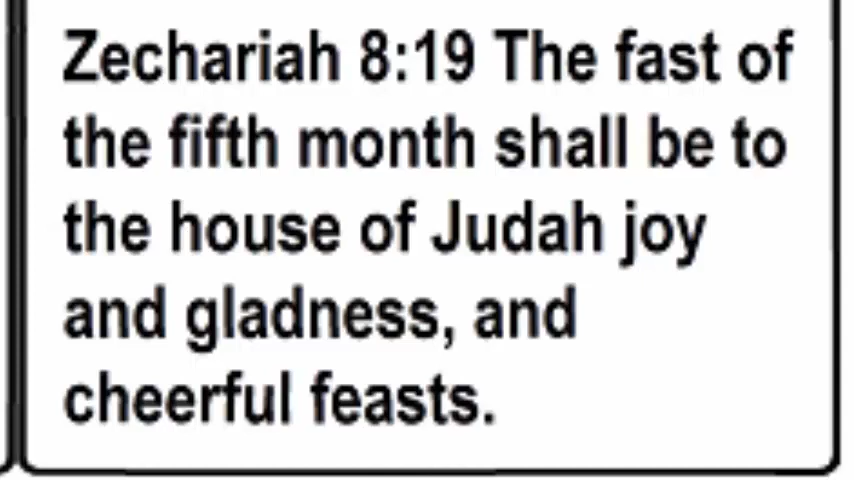 Zechariah 8:19 The fast of
the fifth month shall be to
the house of Judah joy
and gladness, and
cheerful feasts.